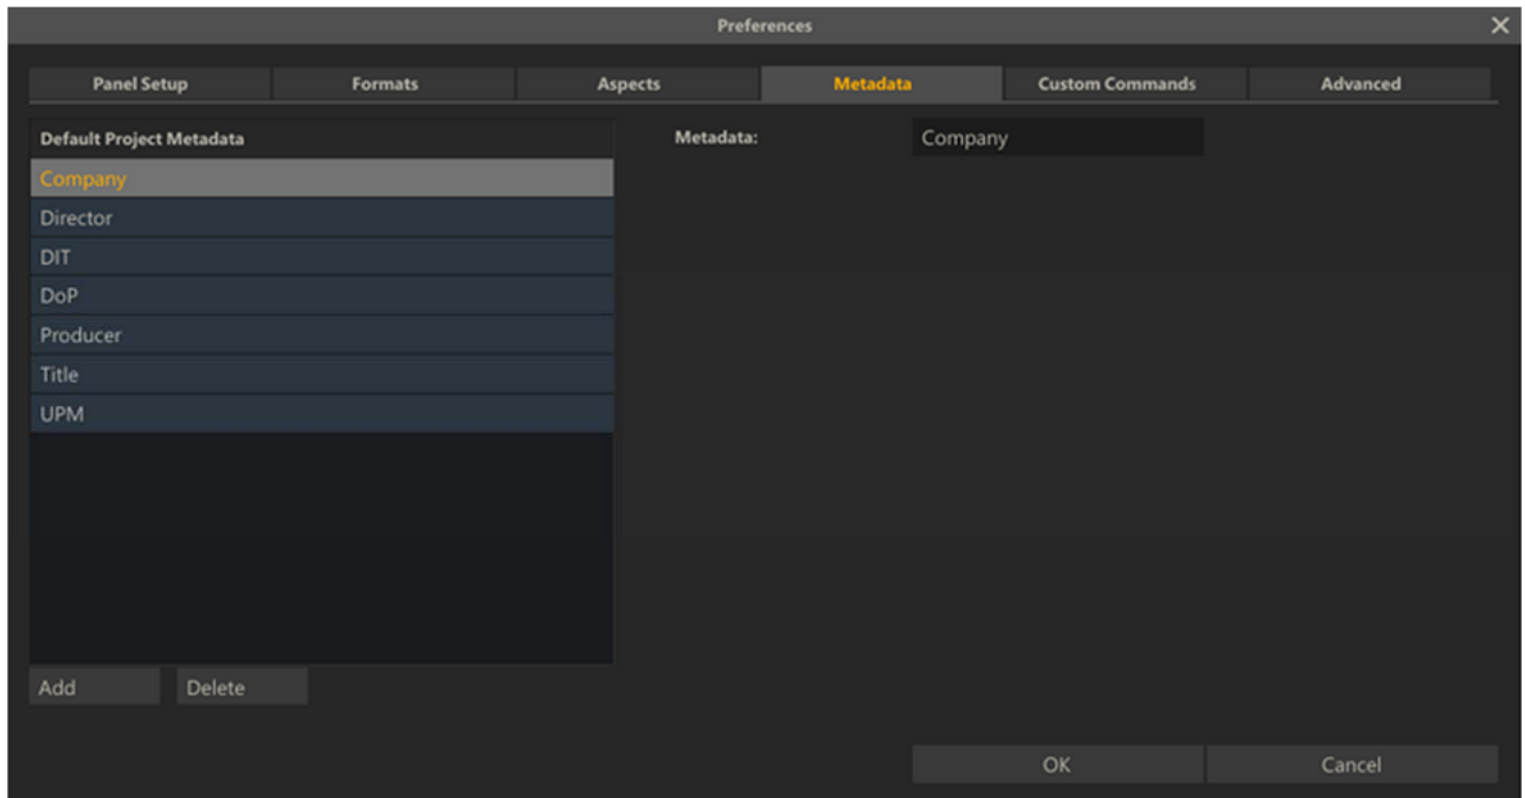 Preferences
Panel Setup Formats Aspects Metadata Custom Commands Advanced
Default Project Metadata
Metadata: Company
Company
Director
DIT
DoP
Producer
Title
UPM
Add Delete
OK Cancel